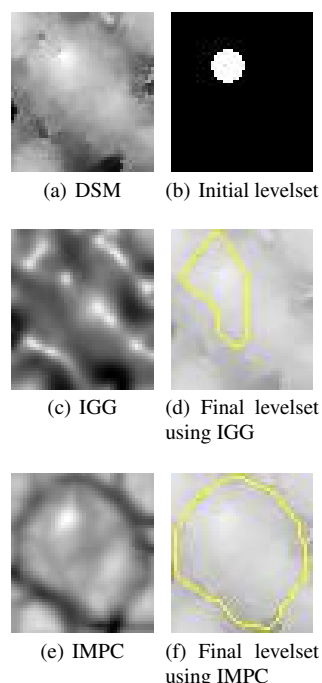 (a) DSM
(b) Initial levelset
(c) IGG
(d) Final levelset
using IGG
(e) IMPC
(f) Final levelset
using IMPC